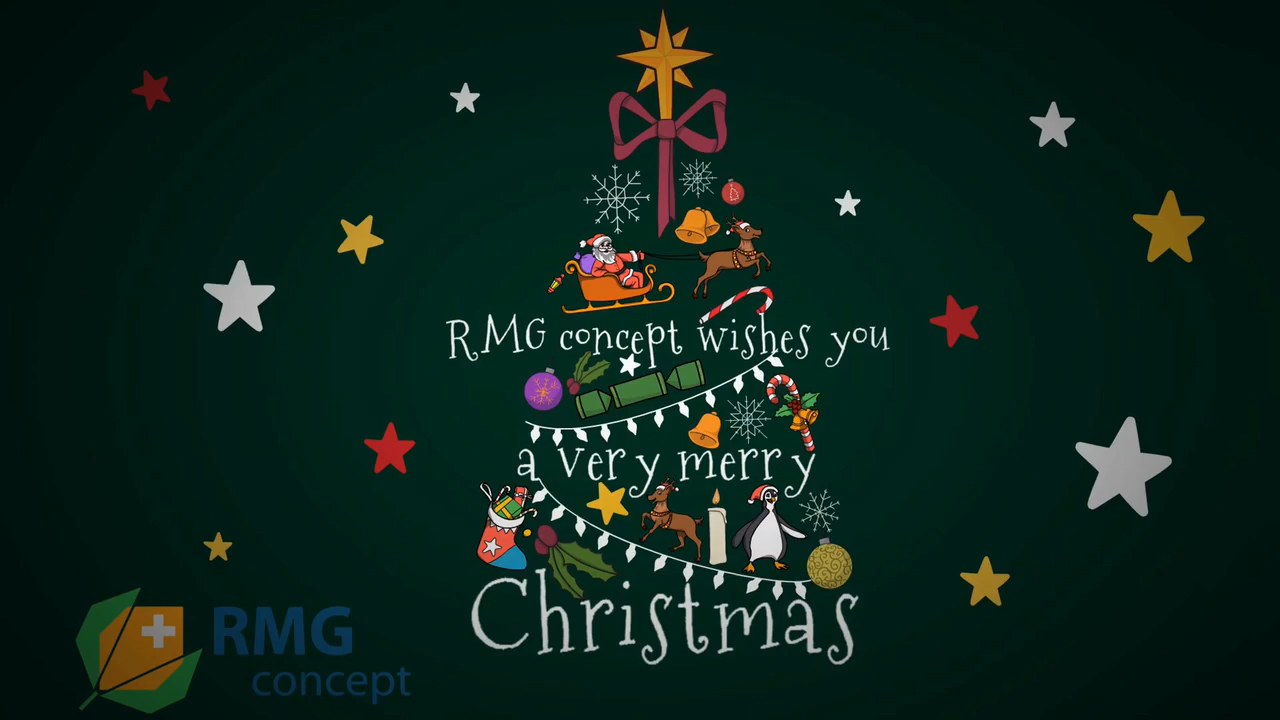 RMG concept wishes you
a very merry
Christmas
RMG
concept